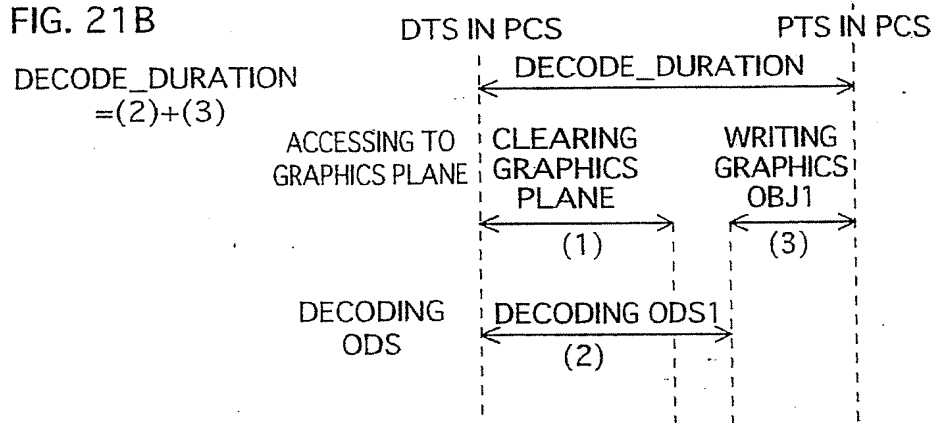 FIG. 21B
DTS IN PCS
PTS IN PCS
DECODE_DURATION
=(2)+(3)
DECODE_DURATION
ACCESSING TO
GRAPHICS PLANE
CLEARING
GRAPHICS
PLANE
(1)
WRITING
GRAPHICS
OBJ1
(3)
DECODING
ODS
DECODING ODS1
(2)